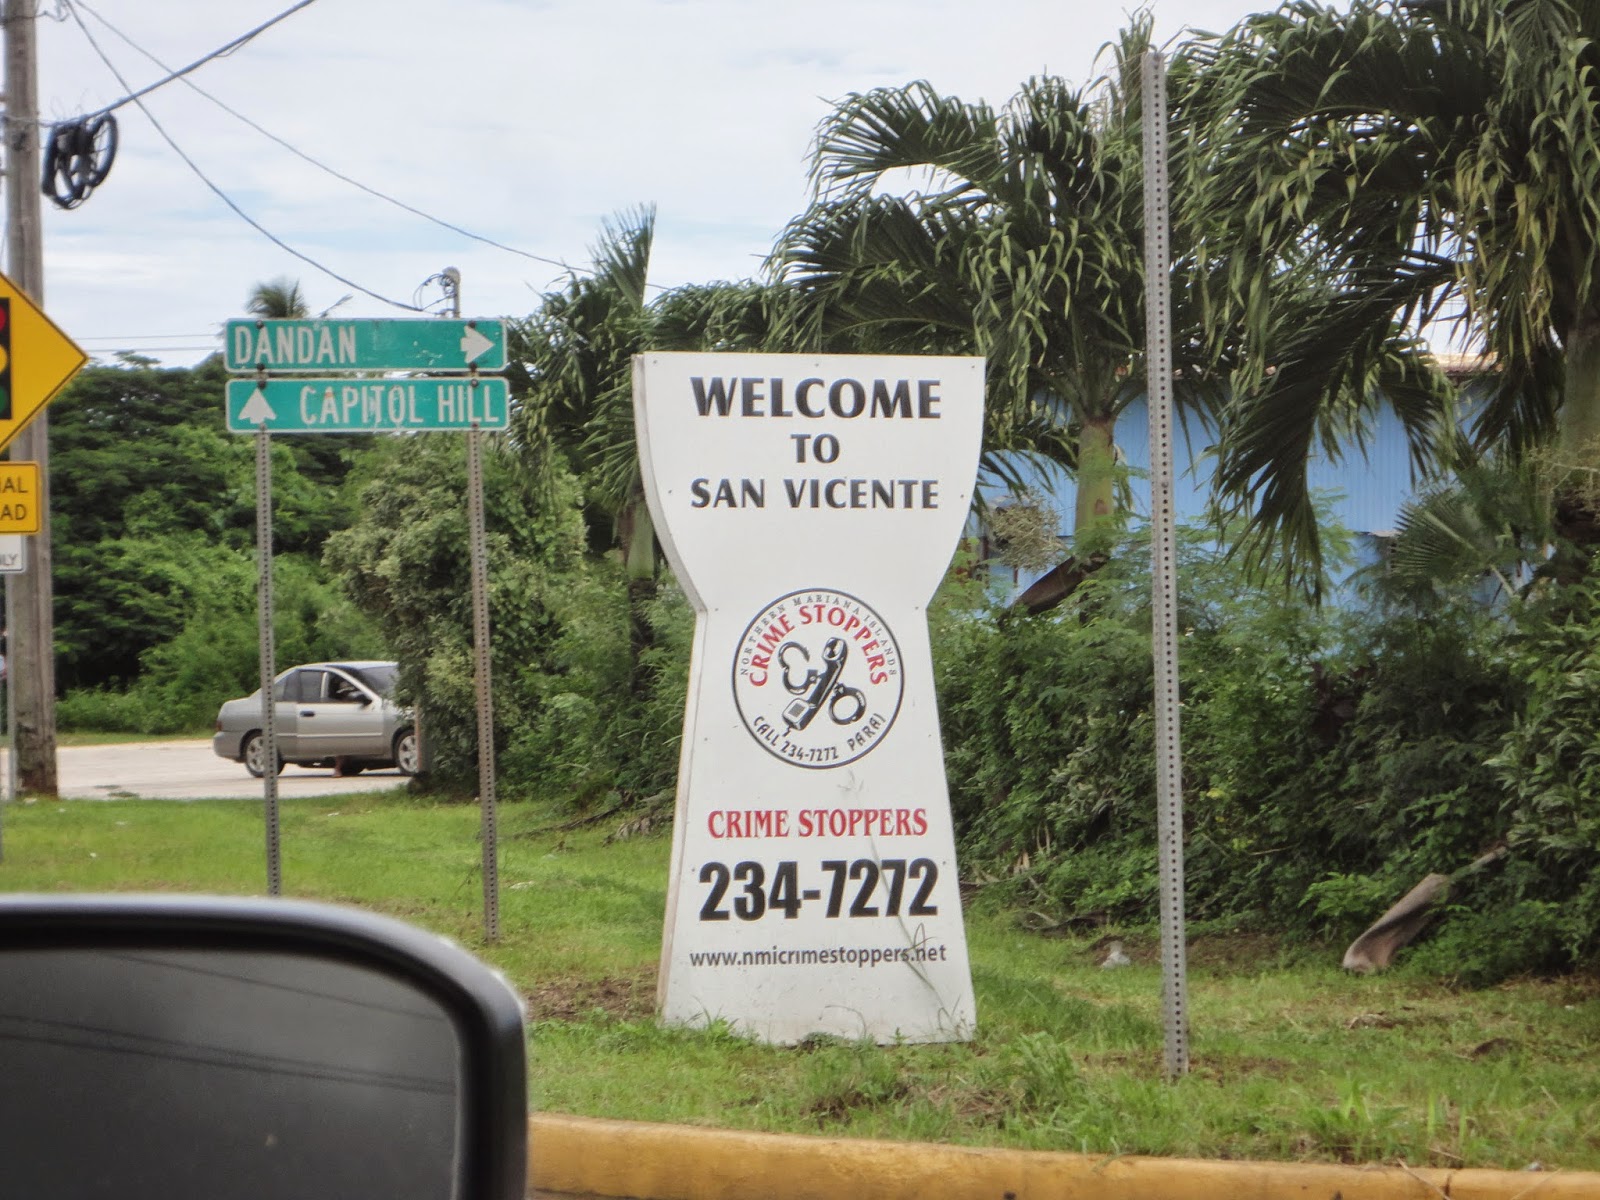 DANDAN
CAPITOL HILL
AD
WELCOME
TO
SAN VICENTE
NORTHERN MARIANA ISLANDS
CRIME STOPPERS
CALL 234-7272 PARA!
CRIME STOPPERS
234-7272
www.nmicrimestoppers.net